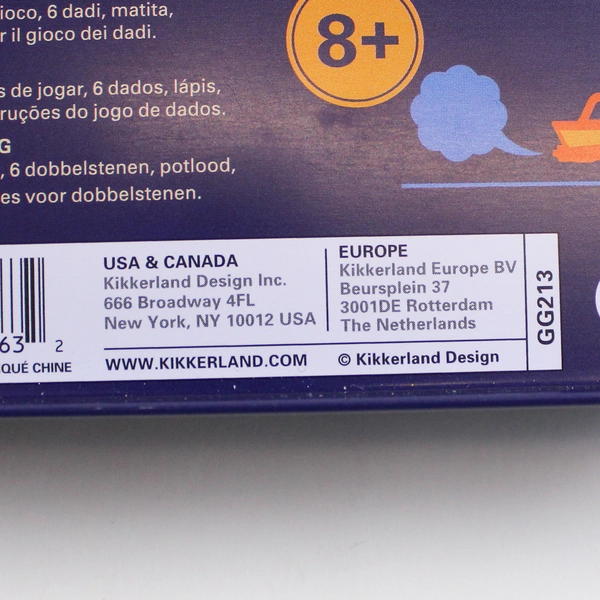 ioco, 6 dadi, matita,
r il gioco dei dadi.
s de jogar, 6 dados, lápis,
ruções do jogo de dados.
G
, 6 dobbelstenen, potlood,
es voor dobbelstenen.
8+
63 2
QUÉ CHINE
USA & CANADA
Kikkerland Design Inc.
666 Broadway 4FL
New York, NY 10012 USA
EUROPE
Kikkerland Europe BV
Beursplein 37
3001DE Rotterdam
The Netherlands
WWW.KIKKERLAND.COM © Kikkerland Design
GG213